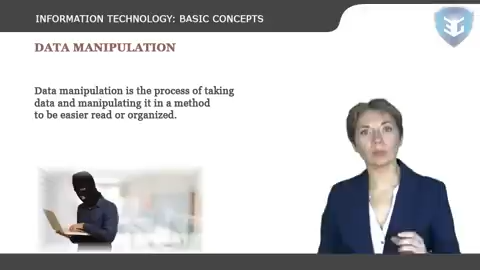 INFORMATION TECHNOLOGY: BASIC CONCEPTS
DATA MANIPULATION
Data manipulation is the process of taking
data and manipulating it in a method
to be easier read or organized.